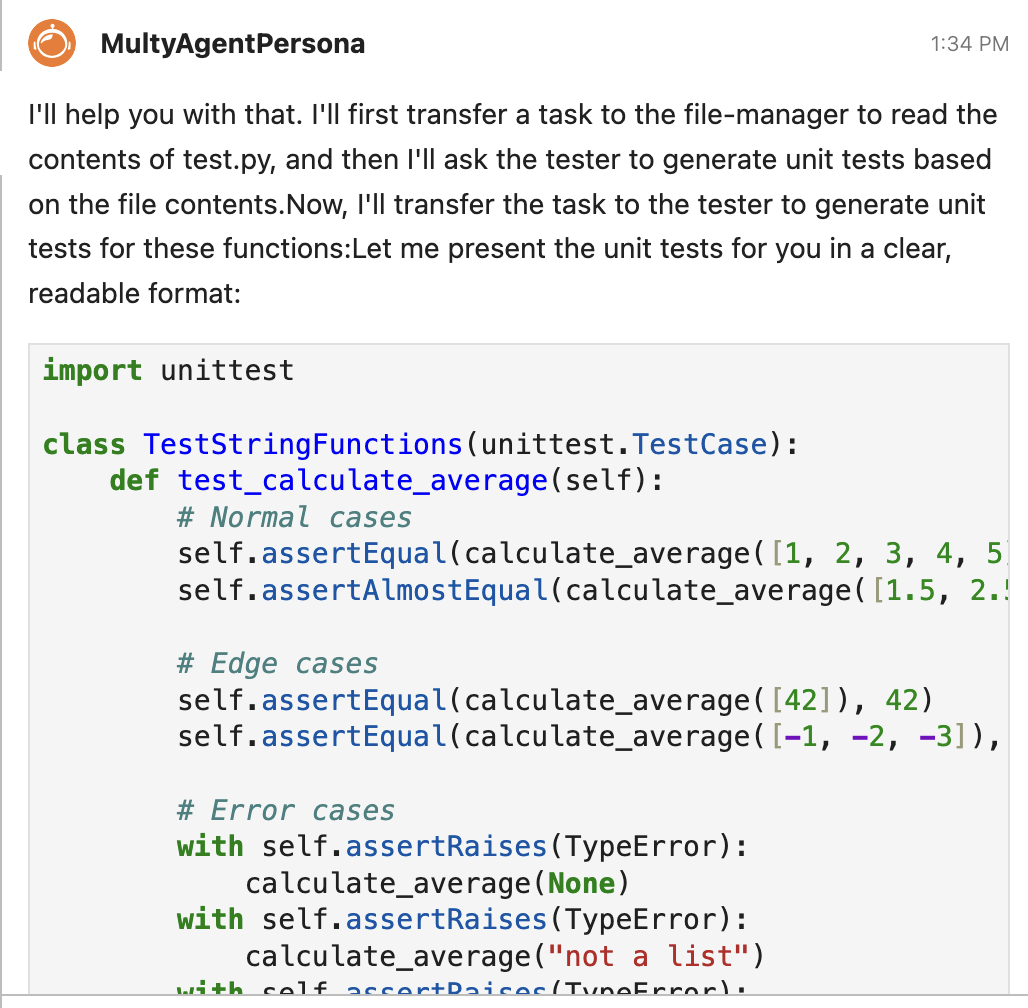 MultyAgentPersona
1:34 PM
I'll help you with that. I'll first transfer a task to the file-manager to read the
contents of test.py, and then I'll ask the tester to generate unit tests based
on the file contents.Now, I'll transfer the task to the tester to generate unit
tests for these functions:Let me present the unit tests for you in a clear,
readable format:
import unittest
class TestStringFunctions(unittest.TestCase):
    def test_calculate_average(self):
        # Normal cases
        self.assertEqual(calculate_average([1, 2, 3, 4, 5]
        self.assertAlmostEqual(calculate_average([1.5, 2.5
        # Edge cases
        self.assertEqual(calculate_average([42]), 42)
        self.assertEqual(calculate_average([-1, -2, -3]),
        # Error cases
        with self.assertRaises(TypeError):
            calculate_average(None)
        with self.assertRaises(TypeError):
            calculate_average("not a list")
        with self.assertRaises(TypeError):